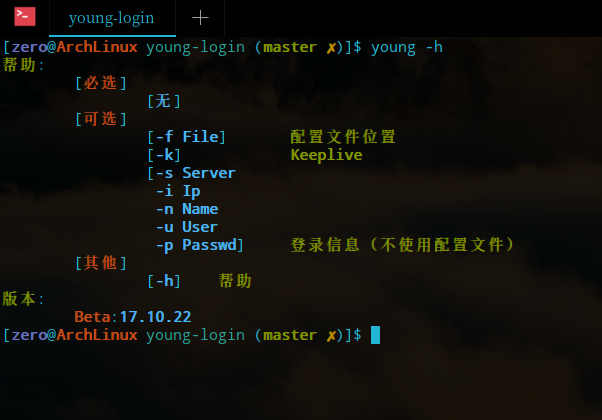 young-login
[zero@ArchLinux young-login (master ✗)]$ young -h
帮助:
[必选]
[无]
[可选]
[-f File] 配置文件位置
[-k] Keeplive
[-s Server
-i Ip
-n Name
-u User
-p Passwd] 登录信息（不使用配置文件）
[其他]
[-h] 帮助
版本:
Beta:17.10.22
[zero@ArchLinux young-login (master ✗)]$